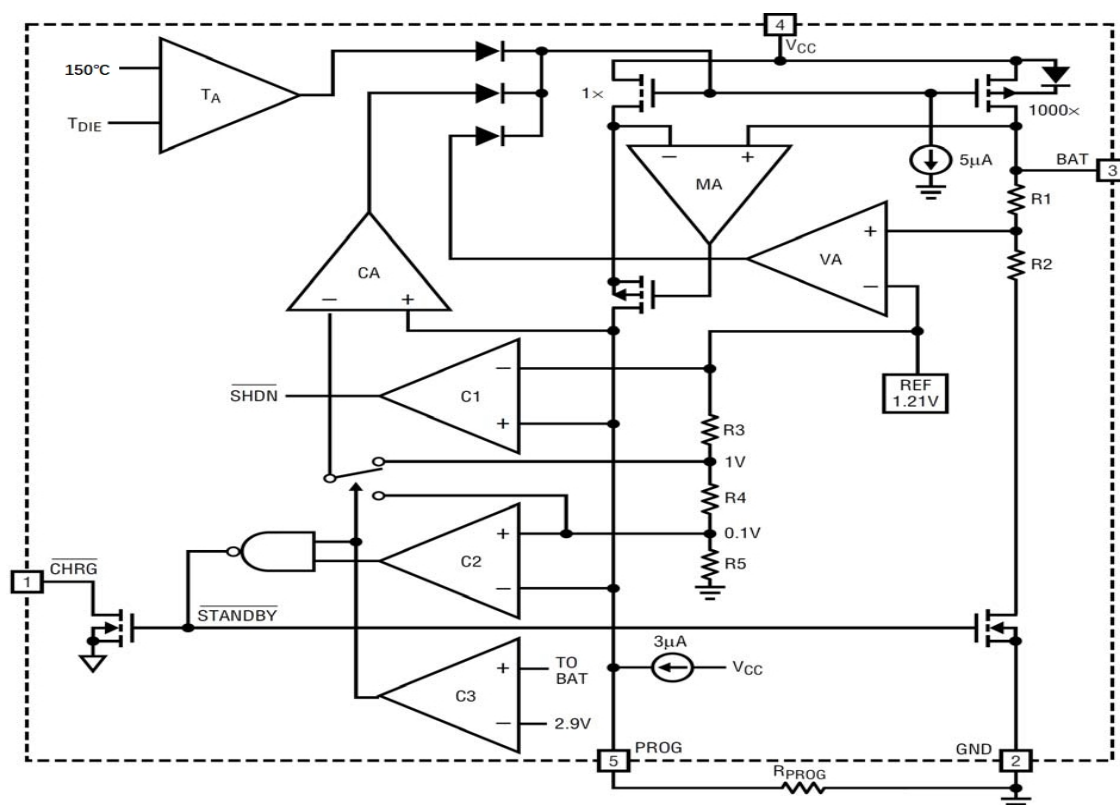 4
VCC
150°C
TA
TDIE
1×
1000×
5μA
BAT
3
MA
R1
R2
CA
VA
REF
1.21V
SHDN
C1
R3
1V
R4
0.1V
R5
C2
CHRG
1
STANDBY
3μA
VCC
TO
BAT
C3
2.9V
PROG
5
GND
2
RPROG